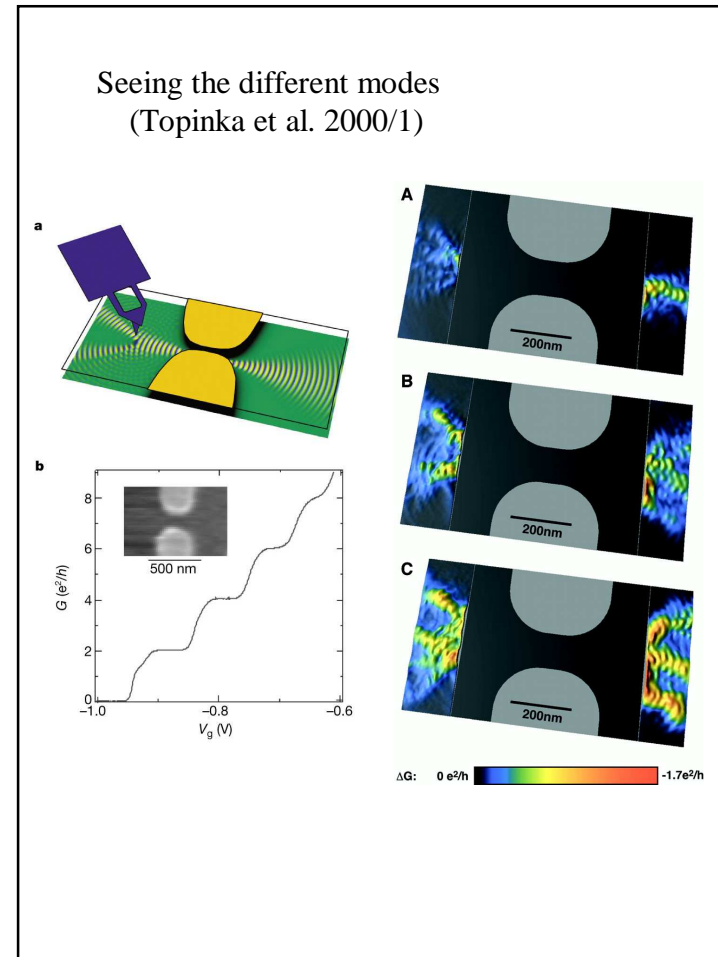 Seeing the different modes
(Topinka et al. 2000/1)
a
b
G (e²/h)
8
6
4
2
0
500 nm
−1.0
−0.8
−0.6
Vg (V)
A
200nm
B
200nm
C
200nm
ΔG: 0 e²/h -1.7e²/h